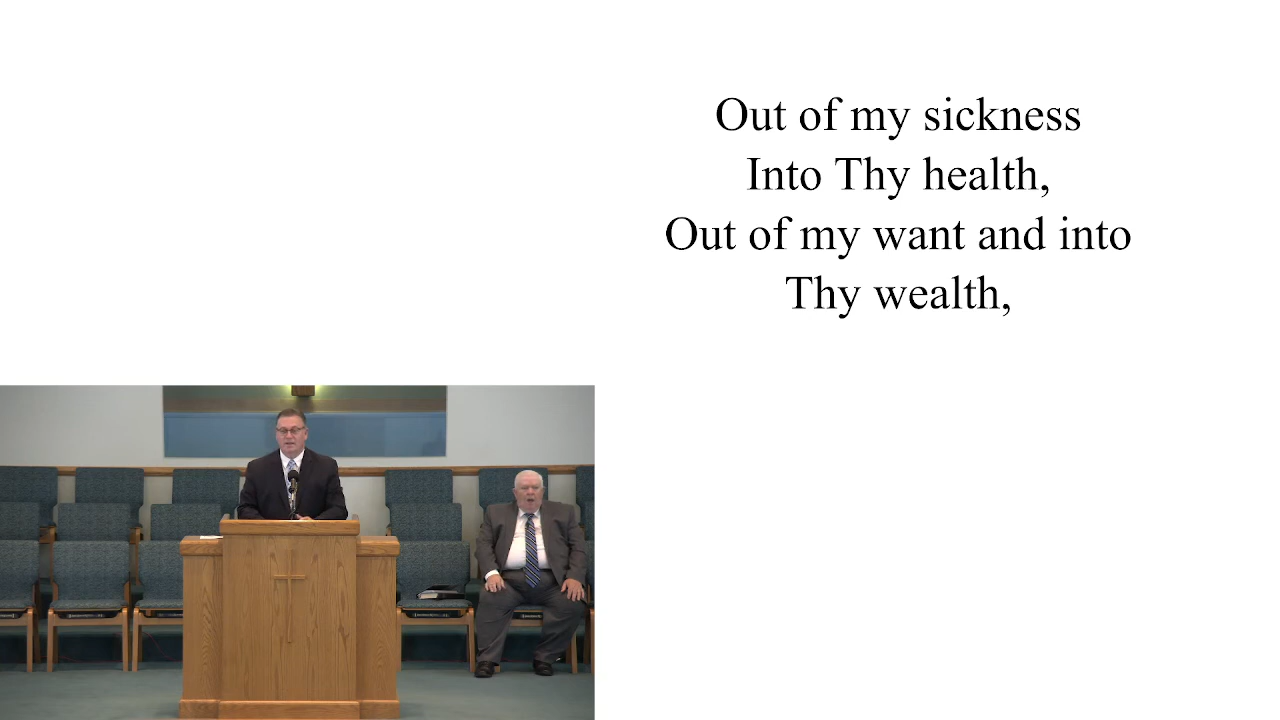 Out of my sickness
Into Thy health,
Out of my want and into
Thy wealth,